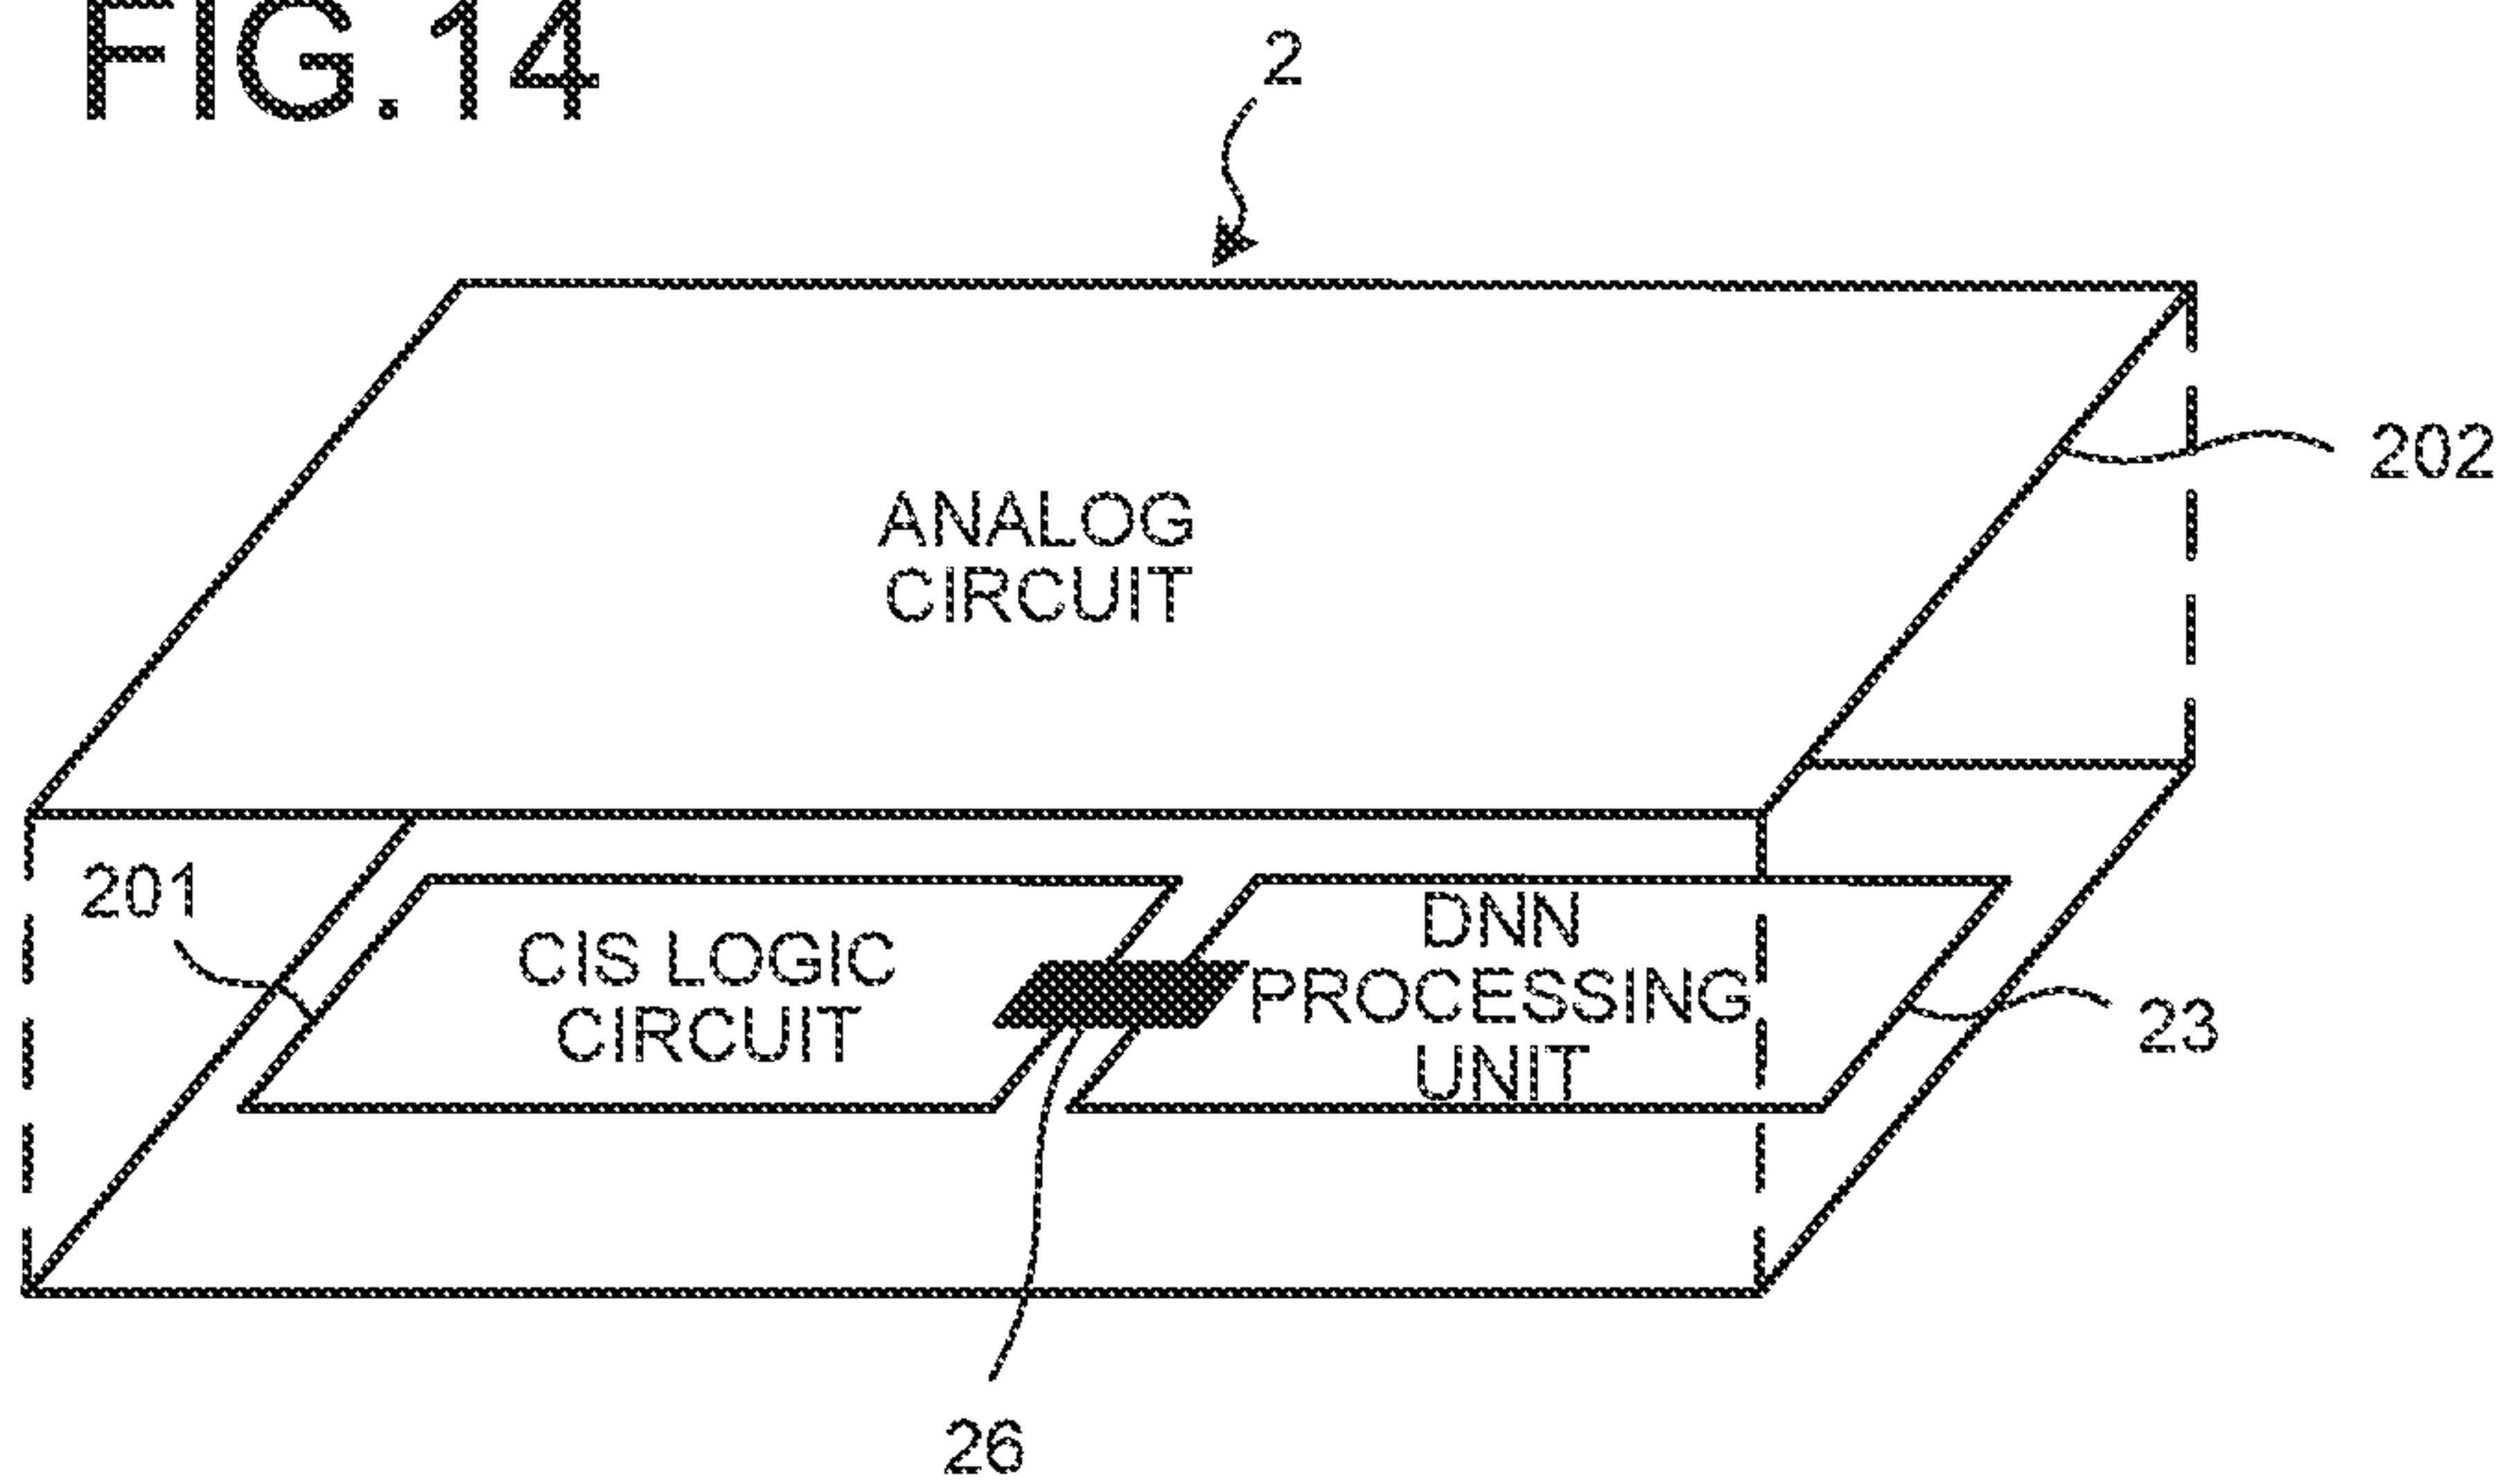 FIG.14
2
202
ANALOG
CIRCUIT
201
CIS LOGIC
CIRCUIT
DNN
PROCESSING
UNIT
23
26